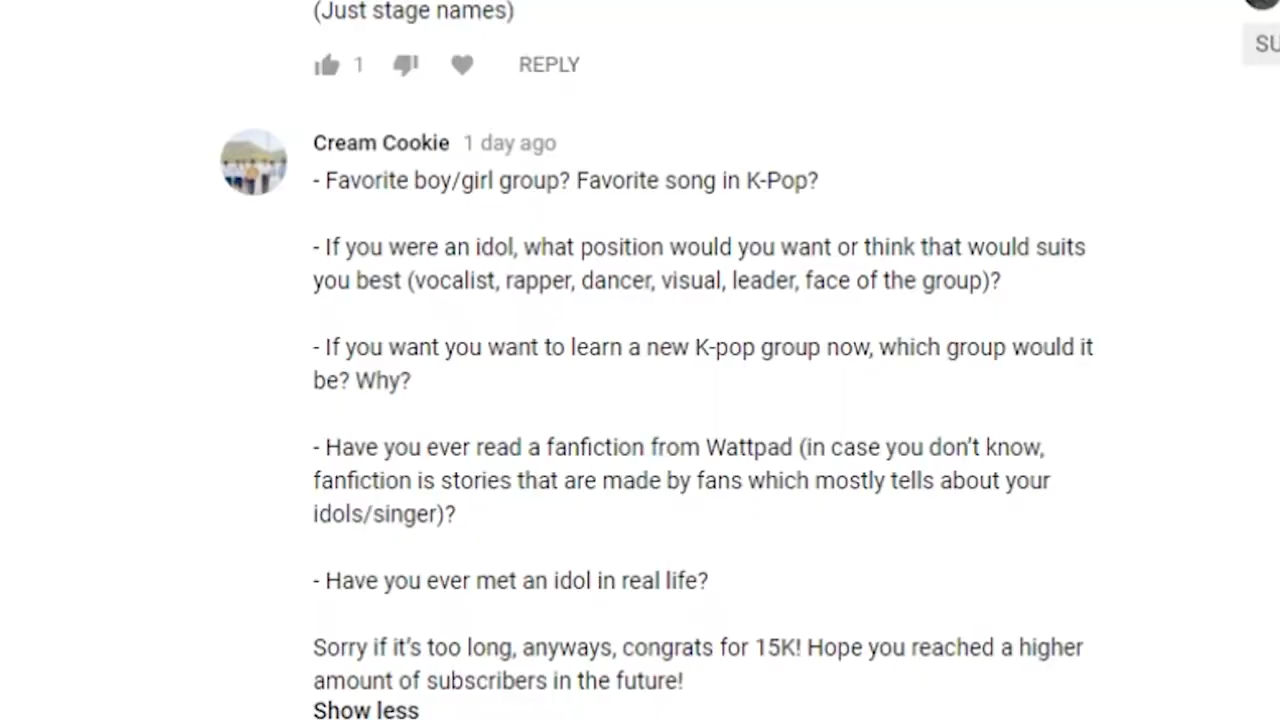 (Just stage names)
1 REPLY
SU
Cream Cookie 1 day ago
- Favorite boy/girl group? Favorite song in K-Pop?
- If you were an idol, what position would you want or think that would suits
you best (vocalist, rapper, dancer, visual, leader, face of the group)?
- If you want you want to learn a new K-pop group now, which group would it
be? Why?
- Have you ever read a fanfiction from Wattpad (in case you don't know,
fanfiction is stories that are made by fans which mostly tells about your
idols/singer)?
- Have you ever met an idol in real life?
Sorry if it's too long, anyways, congrats for 15K! Hope you reached a higher
amount of subscribers in the future!
Show less